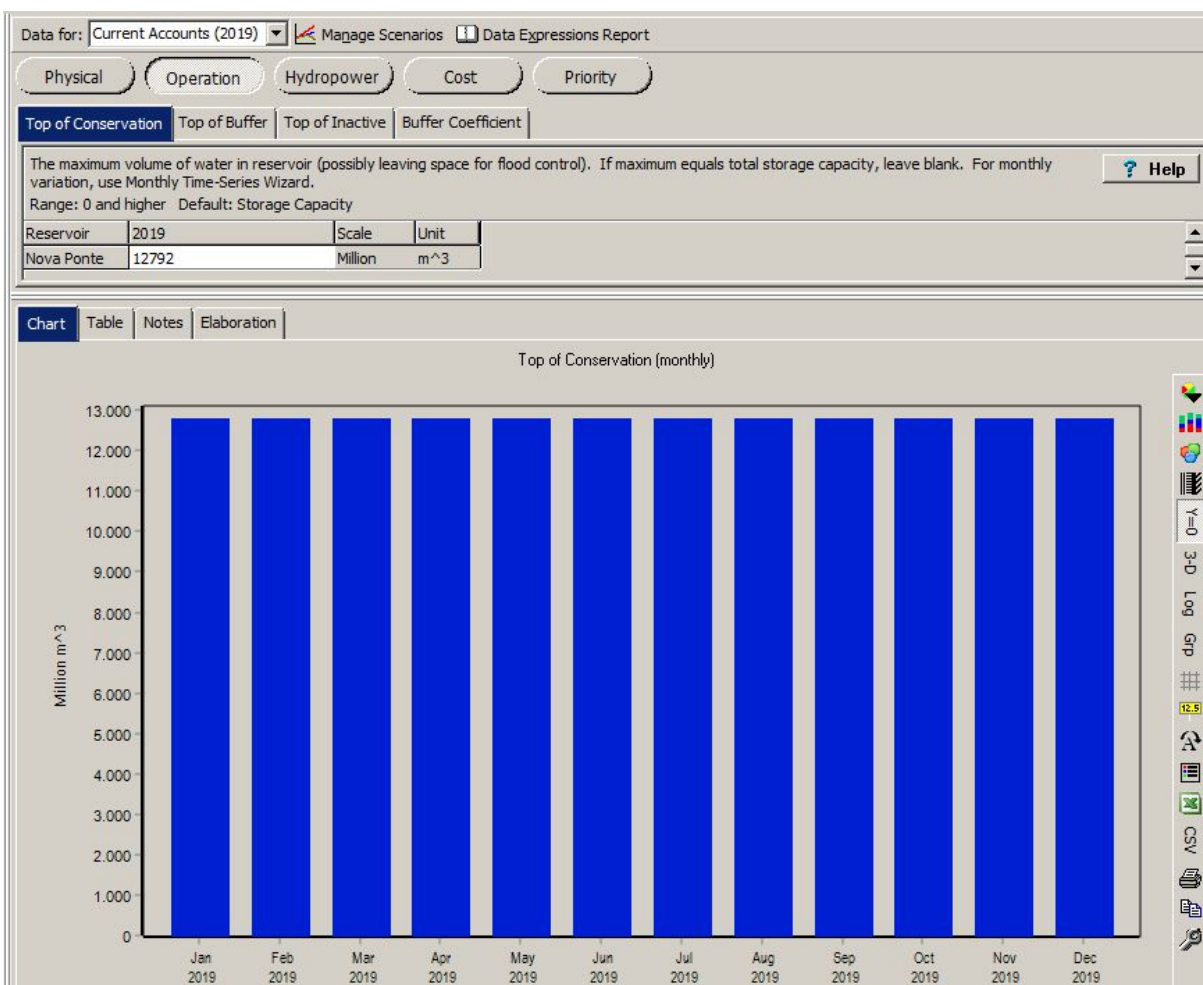 Data for: Current Accounts (2019) Manage Scenarios Data Expressions Report
Physical Operation Hydropower Cost Priority
Top of Conservation Top of Buffer Top of Inactive Buffer Coefficient
The maximum volume of water in reservoir (possibly leaving space for flood control). If maximum equals total storage capacity, leave blank. For monthly
variation, use Monthly Time-Series Wizard.
? Help
Range: 0 and higher Default: Storage Capacity
Reservoir 2019 Scale Unit
Nova Ponte 12792 Million m^3
Chart Table Notes Elaboration
Top of Conservation (monthly)
Million m^3
13.000
12.000
11.000
10.000
9.000
8.000
7.000
6.000
5.000
4.000
3.000
2.000
1.000
0
Jan Feb Mar Apr May Jun Jul Aug Sep Oct Nov Dec
2019 2019 2019 2019 2019 2019 2019 2019 2019 2019 2019 2019
Y=0
3-D
Log
Grp
12.5
A
CSV